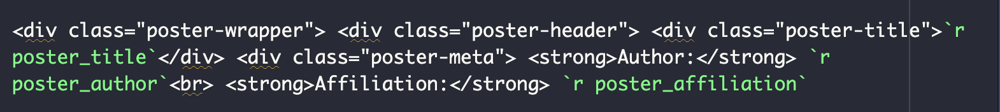 <div class="poster-wrapper"> <div class="poster-header"> <div class="poster-title">`r
poster_title`</div> <div class="poster-meta"> <strong>Author:</strong> `r
poster_author`<br> <strong>Affiliation:</strong> `r poster_affiliation`